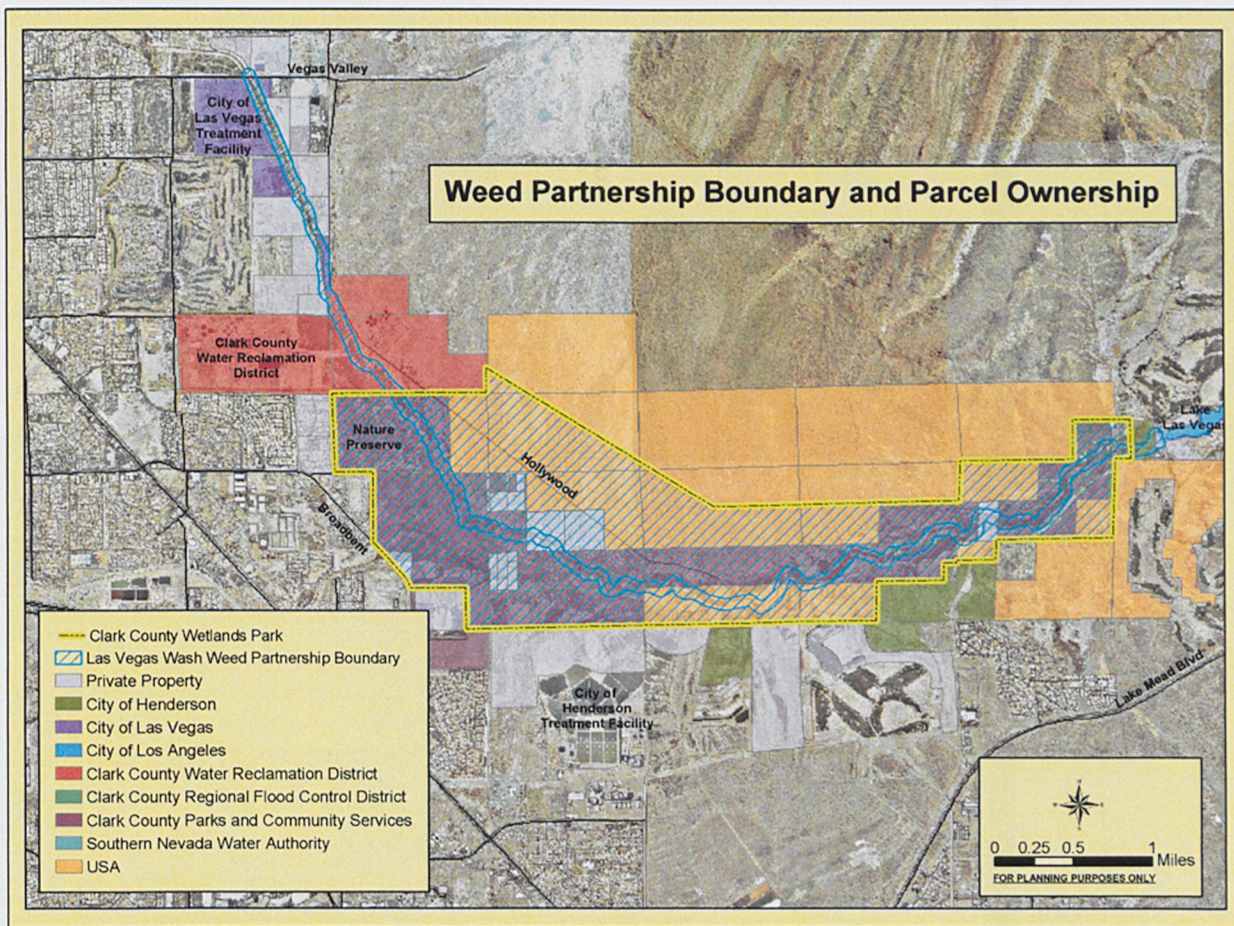 Vegas Valley
City of
Las Vegas
Treatment
Facility
Weed Partnership Boundary and Parcel Ownership
Clark County
Water Reclamation
District
Nature
Preserve
Hollywood
Lake
Las Vegas
Broadbent
Clark County Wetlands Park
Las Vegas Wash Weed Partnership Boundary
Private Property
City of Henderson
City of Las Vegas
City of Los Angeles
Clark County Water Reclamation District
Clark County Regional Flood Control District
Clark County Parks and Community Services
Southern Nevada Water Authority
USA
City of
Henderson
Treatment Facility
Lake Mead Blvd
0 0.25 0.5 1
Miles
FOR PLANNING PURPOSES ONLY